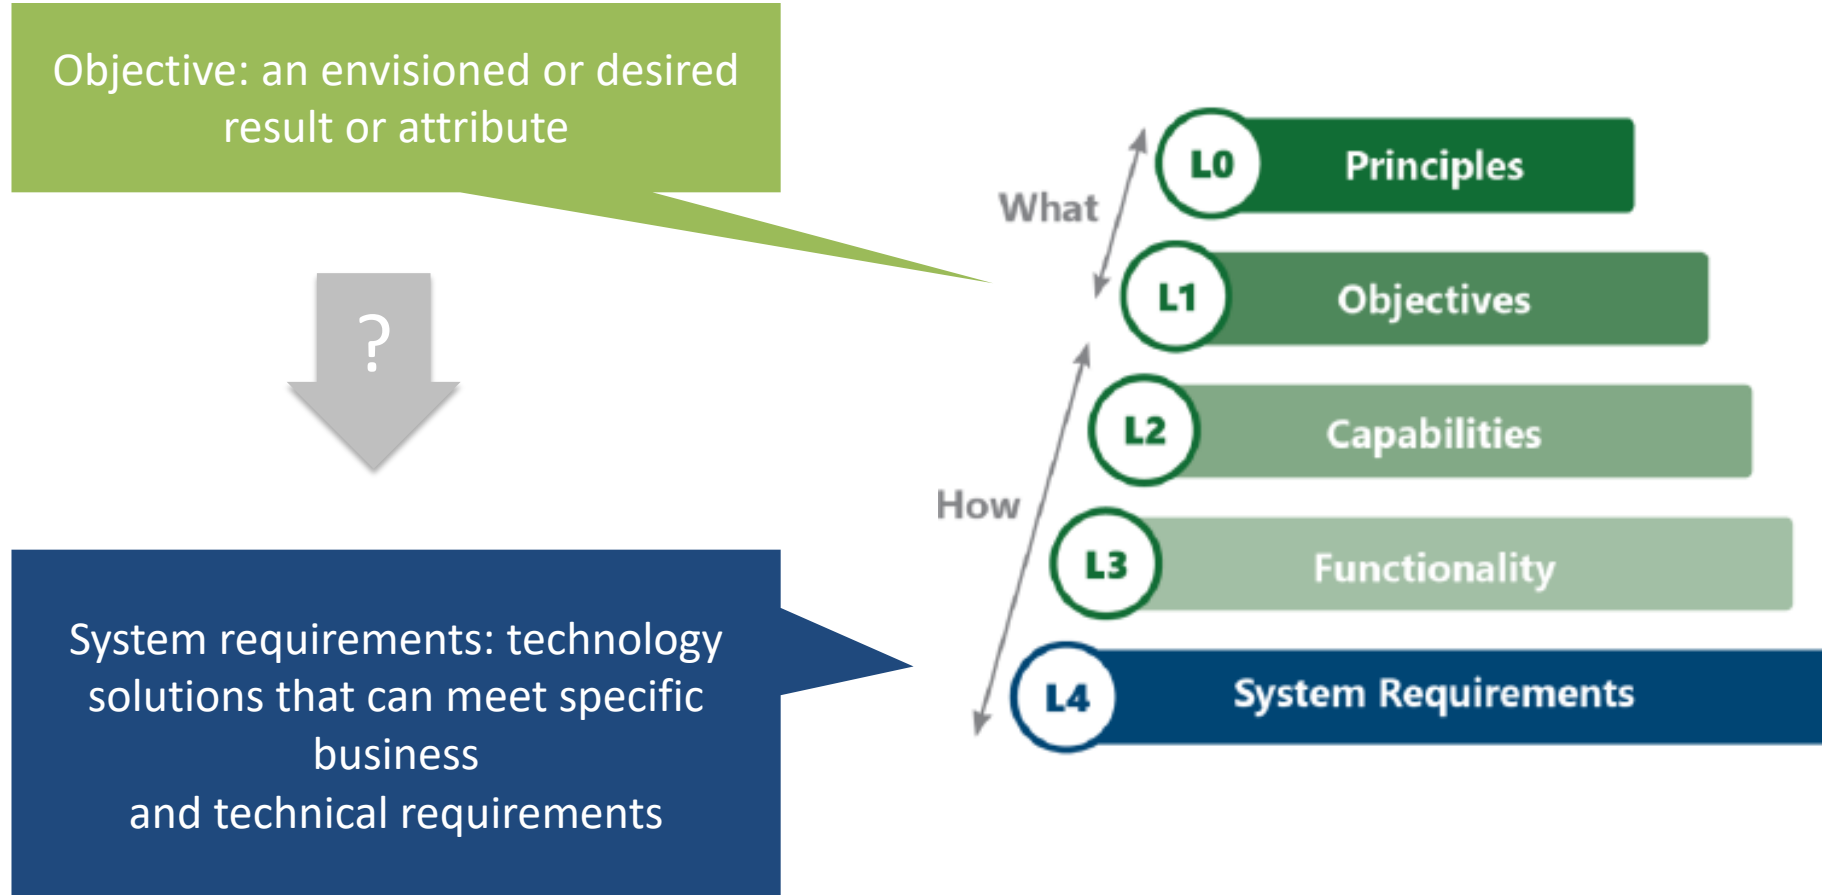 Objective: an envisioned or desired
result or attribute
?
System requirements: technology
solutions that can meet specific
business
and technical requirements
What
How
L0 Principles
L1 Objectives
L2 Capabilities
L3 Functionality
L4 System Requirements